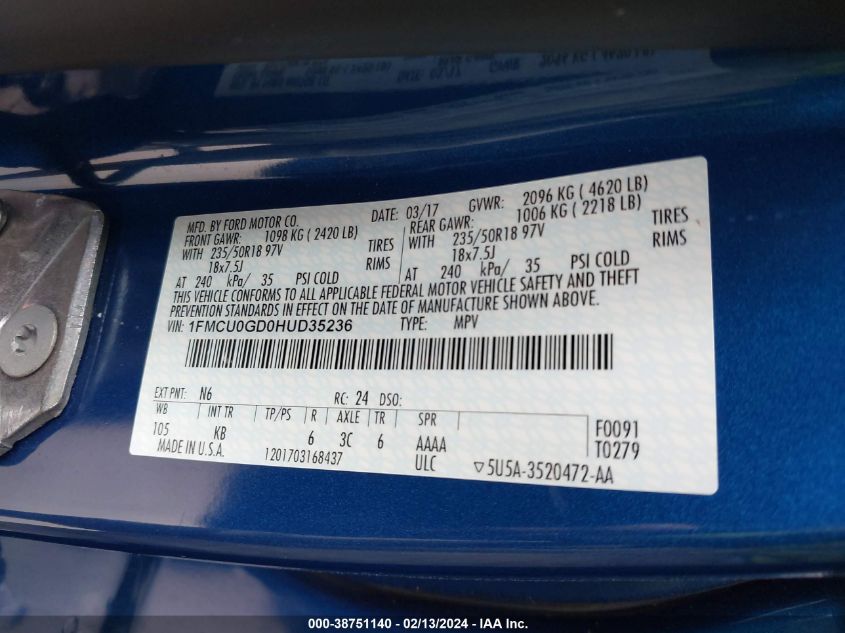 MFD. BY FORD MOTOR CO.
DATE: 03/17 GVWR: 2096 KG ( 4620 LB)
FRONT GAWR: 1098 KG ( 2420 LB) REAR GAWR: 1006 KG ( 2218 LB)
WITH 235/50R18 97V TIRES WITH 235/50R18 97V TIRES
18x7.5J RIMS 18x7.5J RIMS
AT 240 kPa/ 35 PSI COLD AT 240 kPa/ 35 PSI COLD
THIS VEHICLE CONFORMS TO ALL APPLICABLE FEDERAL MOTOR VEHICLE SAFETY AND THEFT
PREVENTION STANDARDS IN EFFECT ON THE DATE OF MANUFACTURE SHOWN ABOVE.
VIN: 1FMCU0GD0HUD35236 TYPE: MPV
EXT PNT: N6 RC: 24 DSO:
WB INT TR TP/PS R AXLE TR SPR
105 KB 6 3C 6 AAAA F0091
MADE IN U.S.A. 1201703168437 ULC T0279
▽5U5A-3520472-AA
000-38751140 - 02/13/2024 - IAA Inc.